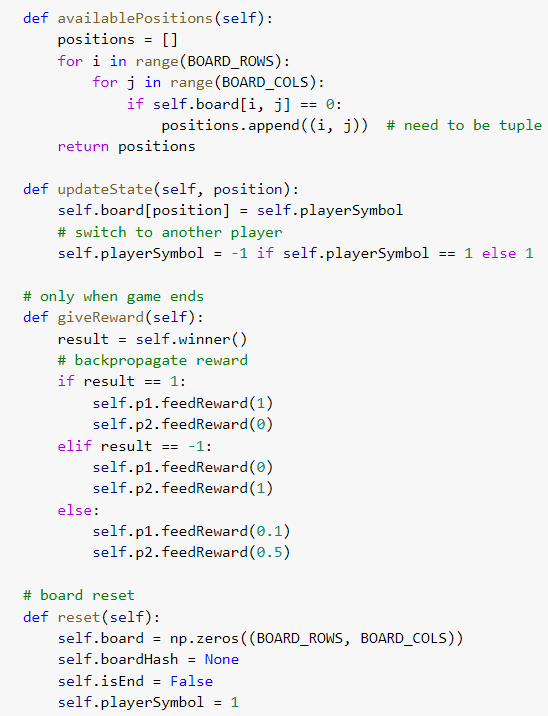 def availablePositions(self):
    positions = []
    for i in range(BOARD_ROWS):
        for j in range(BOARD_COLS):
            if self.board[i, j] == 0:
                positions.append((i, j))  # need to be tuple
    return positions

def updateState(self, position):
    self.board[position] = self.playerSymbol
    # switch to another player
    self.playerSymbol = -1 if self.playerSymbol == 1 else 1

# only when game ends
def giveReward(self):
    result = self.winner()
    # backpropagate reward
    if result == 1:
        self.p1.feedReward(1)
        self.p2.feedReward(0)
    elif result == -1:
        self.p1.feedReward(0)
        self.p2.feedReward(1)
    else:
        self.p1.feedReward(0.1)
        self.p2.feedReward(0.5)

# board reset
def reset(self):
    self.board = np.zeros((BOARD_ROWS, BOARD_COLS))
    self.boardHash = None
    self.isEnd = False
    self.playerSymbol = 1